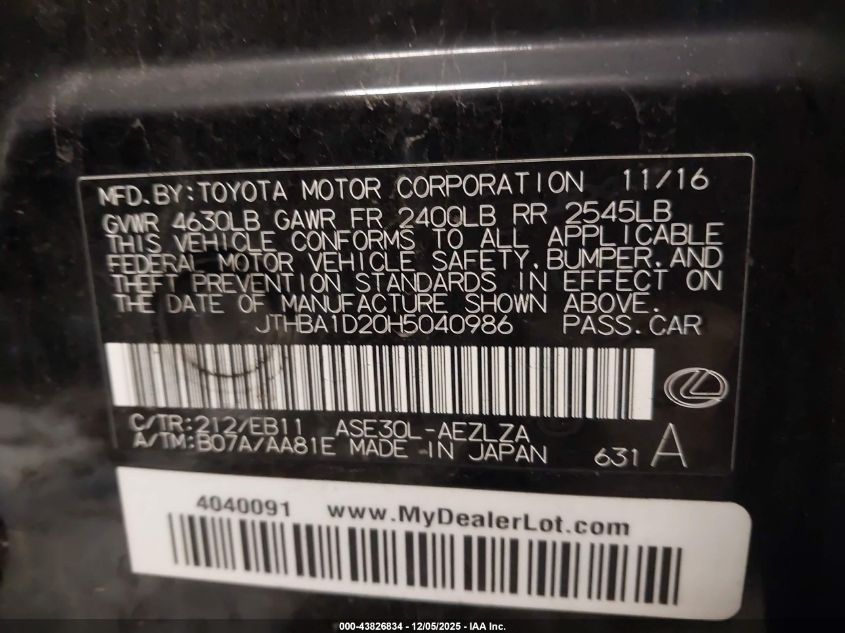 MFD.BY:TOYOTA MOTOR CORPORATION 11/16
GVWR 4630LB GAWR FR 2400LB RR 2545LB
THIS VEHICLE CONFORMS TO ALL APPLICABLE
FEDERAL MOTOR VEHICLE SAFETY,BUMPER,AND
THEFT PREVENTION STANDARDS IN EFFECT ON
THE DATE OF MANUFACTURE SHOWN ABOVE.
JTHBA1D20H5040986 PASS.CAR
C/TR:212/EB11 ASE30L-AEZLZA
A/TM:B07A/AA81E MADE IN JAPAN 631 A
4040091 www.MyDealerLot.com
000-43826834 - 12/05/2025 - IAA Inc.